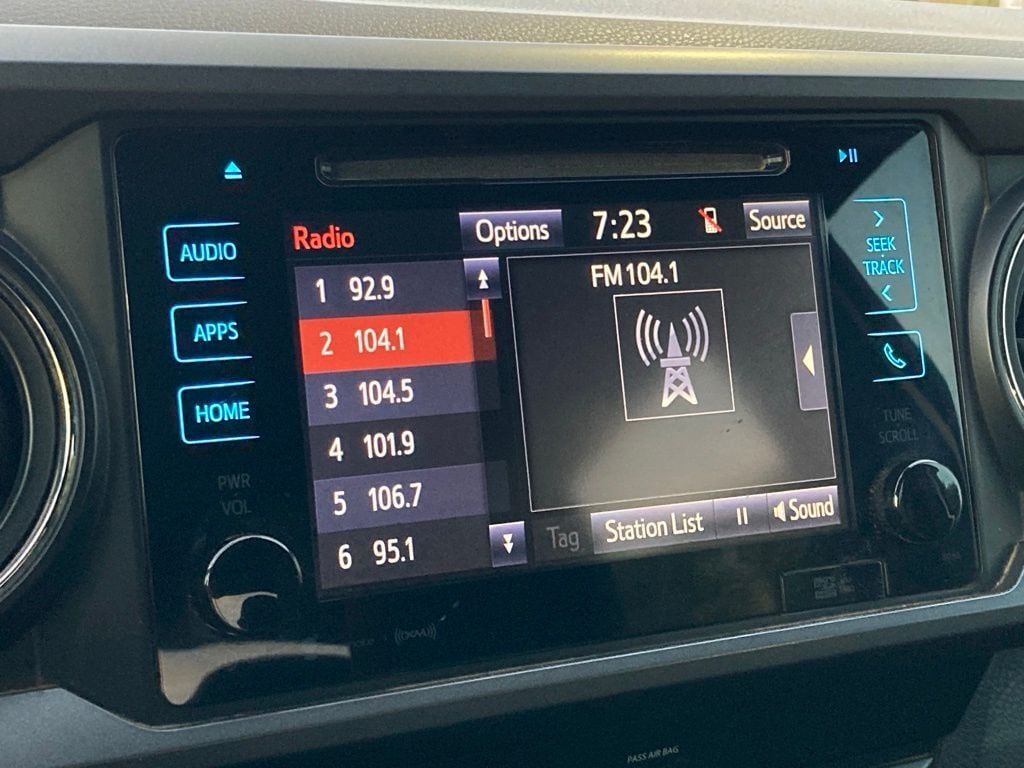 AUDIO
APPS
HOME
PWR
VOL
Radio
Options
7:23
Source
1 92.9
2 104.1
3 104.5
4 101.9
5 106.7
6 95.1
FM 104.1
Tag
Station List
Sound
SEEK
TRACK
TUNE
SCROLL
((XM))
PASS AIR BAG